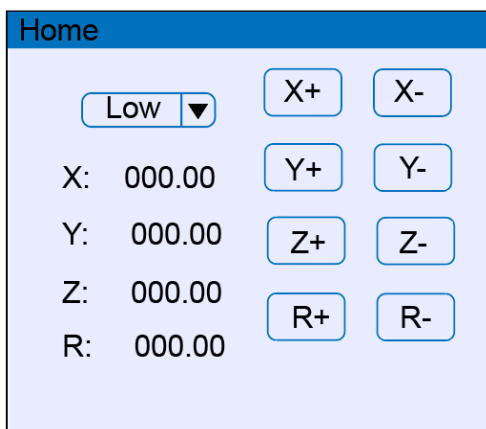 Home
Low ▼
X+ X-
X: 000.00
Y+ Y-
Y: 000.00
Z+ Z-
Z: 000.00
R+ R-
R: 000.00